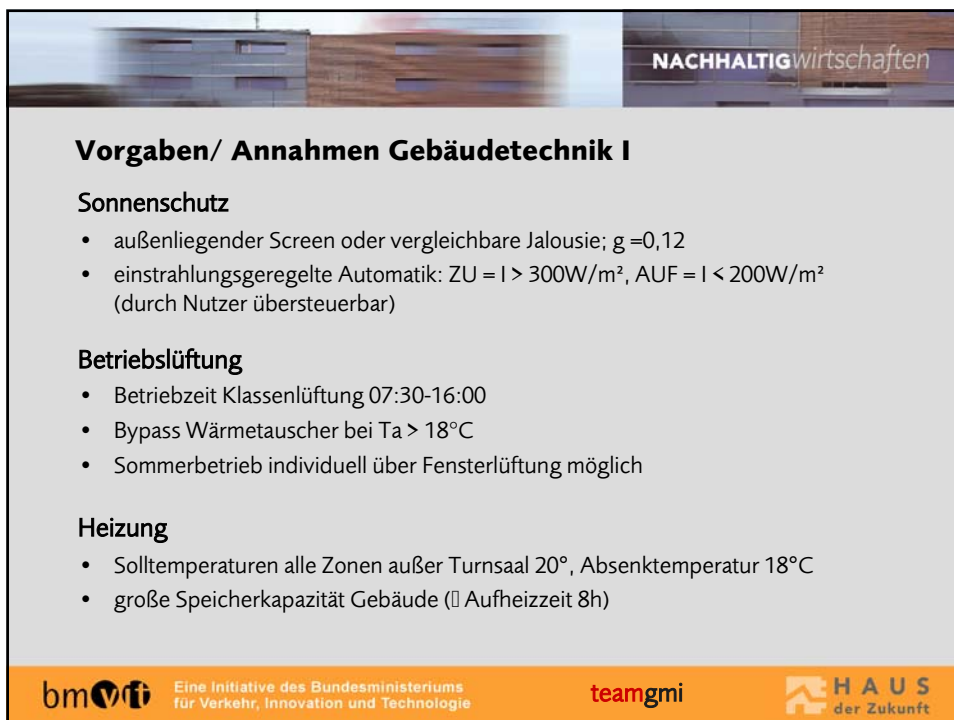 NACHHALTIGwirtschaften
Vorgaben/ Annahmen Gebäudetechnik I
Sonnenschutz
• außenliegender Screen oder vergleichbare Jalousie; g =0,12
• einstrahlungsgeregelte Automatik: ZU = I > 300W/m², AUF = I < 200W/m²
(durch Nutzer übersteuerbar)
Betriebslüftung
• Betriebzeit Klassenlüftung 07:30-16:00
• Bypass Wärmetauscher bei Ta > 18°C
• Sommerbetrieb individuell über Fensterlüftung möglich
Heizung
• Solltemperaturen alle Zonen außer Turnsaal 20°, Absenktemperatur 18°C
• große Speicherkapazität Gebäude (▯ Aufheizzeit 8h)
bmvit
Eine Initiative des Bundesministeriums
für Verkehr, Innovation und Technologie
teamgmi
HAUS
der Zukunft